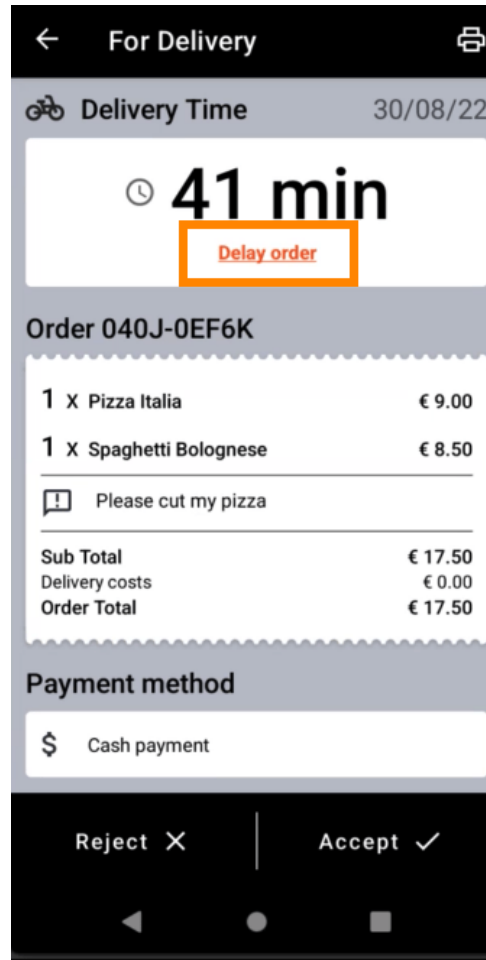 For Delivery
Delivery Time 30/08/22
41 min
Delay order
Order 040J-0EF6K
1 X Pizza Italia € 9.00
1 X Spaghetti Bolognese € 8.50
Please cut my pizza
Sub Total € 17.50
Delivery costs € 0.00
Order Total € 17.50
Payment method
$ Cash payment
Reject Accept